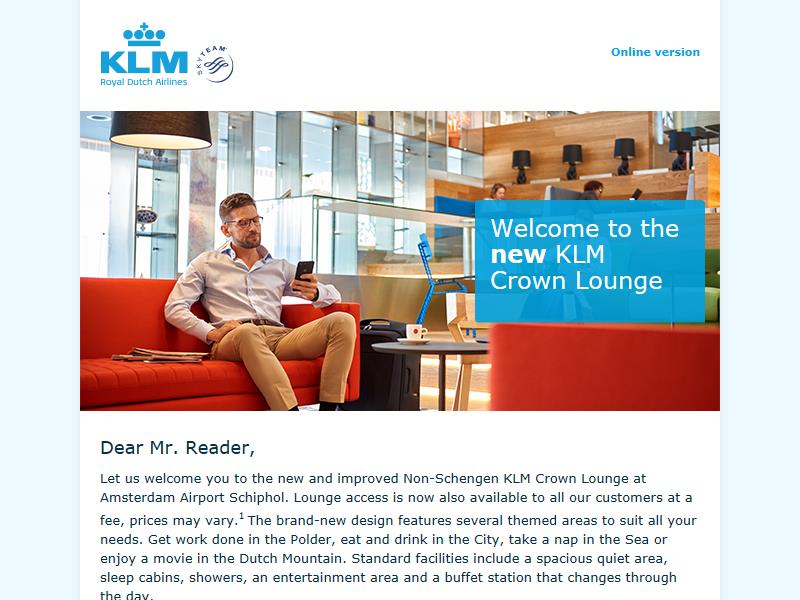 KLM
Royal Dutch Airlines
SKYTEAM
Online version
Welcome to the
new KLM
Crown Lounge
Dear Mr. Reader,
Let us welcome you to the new and improved Non-Schengen KLM Crown Lounge at
Amsterdam Airport Schiphol. Lounge access is now also available to all our customers at a
fee, prices may vary.1 The brand-new design features several themed areas to suit all your
needs. Get work done in the Polder, eat and drink in the City, take a nap in the Sea or
enjoy a movie in the Dutch Mountain. Standard facilities include a spacious quiet area,
sleep cabins, showers, an entertainment area and a buffet station that changes through
the day.